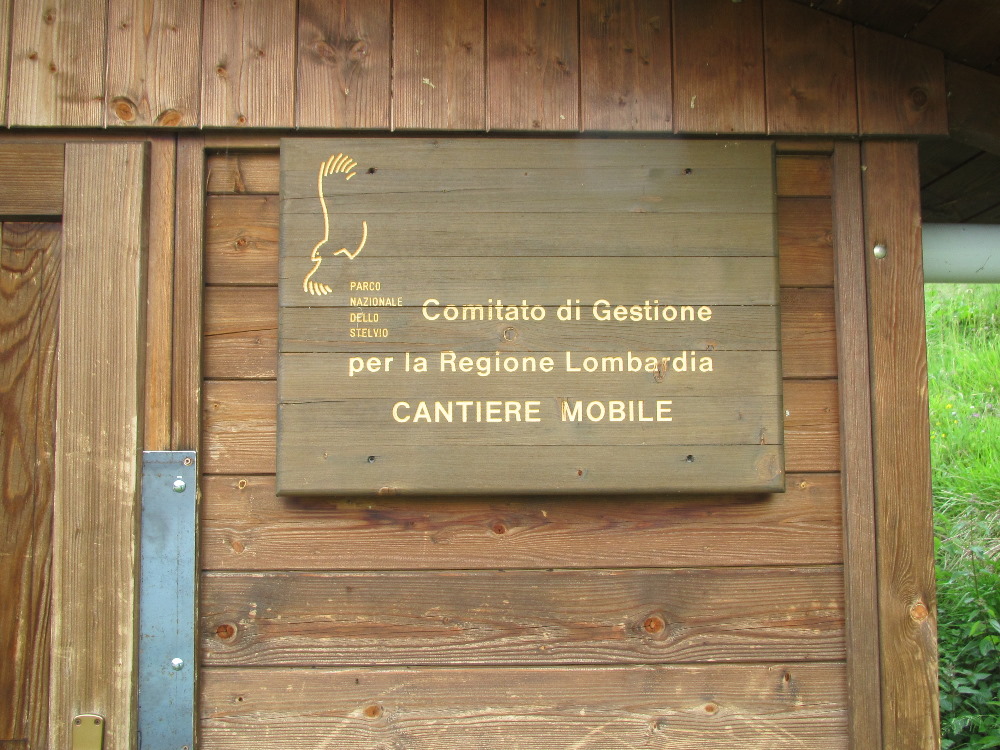 PARCO
NAZIONALE
DELLO
STELVIO
Comitato di Gestione
per la Regione Lombardia
CANTIERE MOBILE